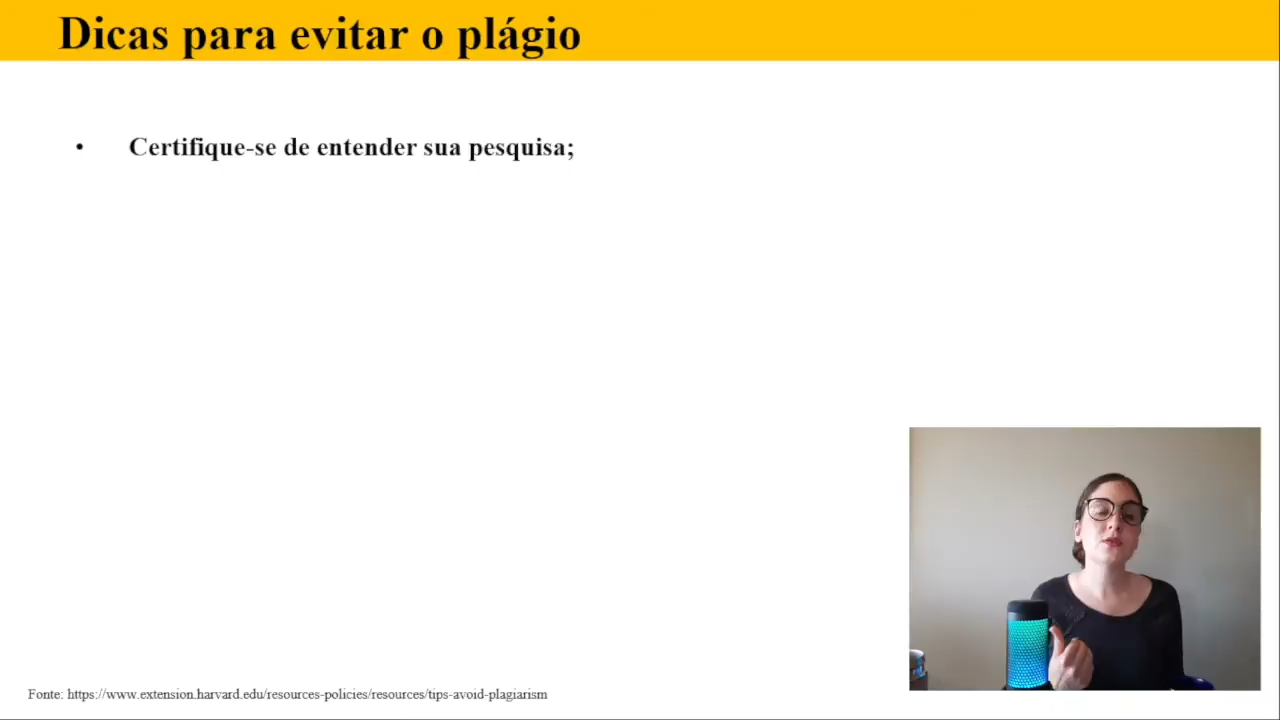 Dicas para evitar o plágio
• Certifique-se de entender sua pesquisa;
Fonte: https://www.extension.harvard.edu/resources-policies/resources/tips-avoid-plagiarism